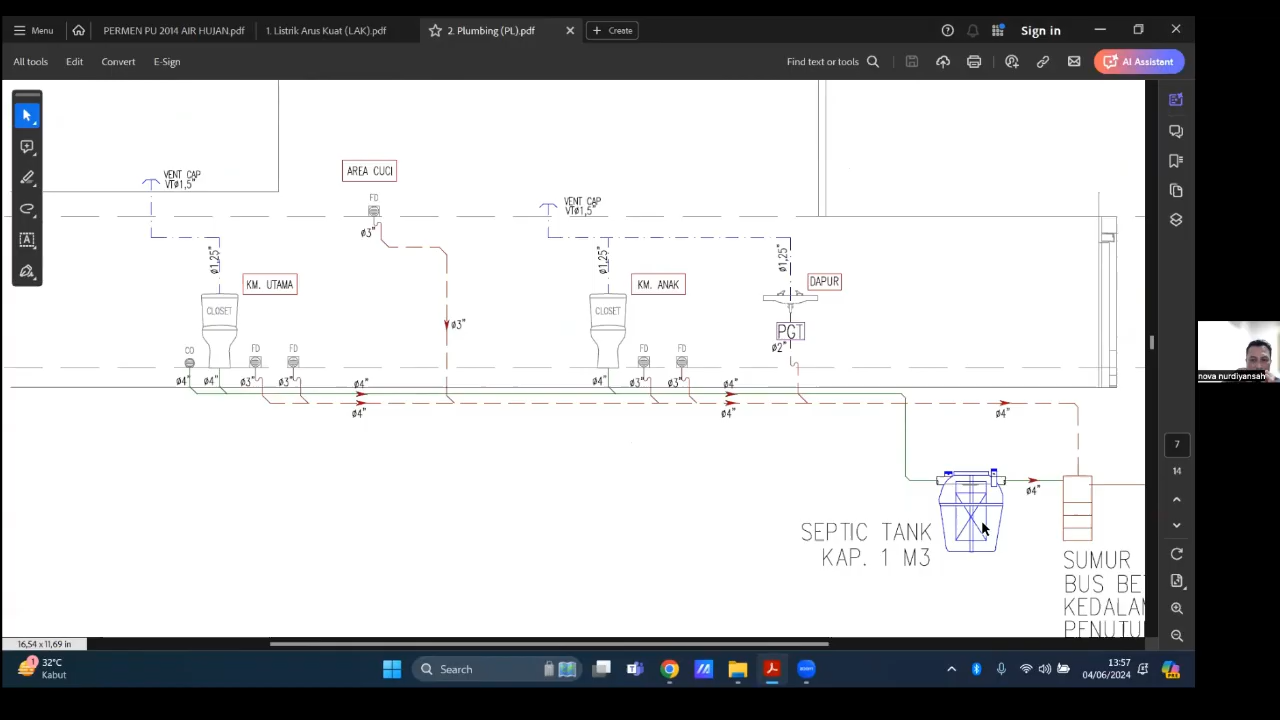 Menu
PERMEN PU 2014 AIR HUJAN.pdf
1. Listrik Arus Kuat (LAK).pdf
2. Plumbing (PL).pdf
Create
Sign in
All tools
Edit
Convert
E-Sign
Find text or tools
AI Assistant
VENT CAP
VTØ1,5"
AREA CUCI
FD
Ø3"
VENT CAP
VTØ1,5"
Ø1,25"
KM. UTAMA
CLOSET
Ø3"
Ø1,25"
KM. ANAK
CLOSET
Ø1,25"
DAPUR
PGT
Ø2"
CO
FD
FD
FD
FD
Ø4"
Ø4"
Ø3"
Ø3"
Ø4"
Ø4"
Ø4"
Ø3"
Ø3"
Ø4"
Ø4"
Ø4"
Ø4"
SEPTIC TANK
KAP. 1 M3
SUMUR
BUS BE
KEDALA
PENUTU
7
14
16,54 x 11,69 in
nova nurdiyansah
1
32°C
Kabut
Search
PRE
13:57
04/06/2024